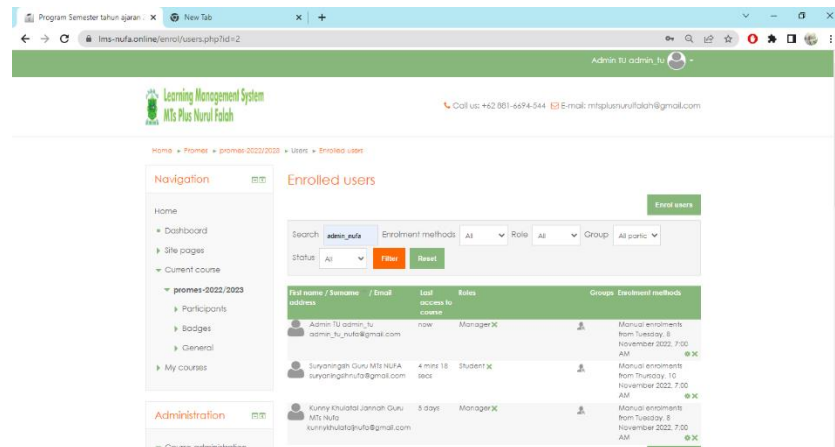 Program Semester tahun ajaran
New Tab
lms-nufa.online/enrol/users.php?id=2
Admin TU admin_tu
Learning Management System
MTs Plus Nurul Falah
Call us: +62 881-6694-544 E-mail: mtsplusnurulfalah@gmail.com
Home Promes promes-2022/2023 Users Enrolled users
Navigation
Home
Dashboard
Site pages
Current course
promes-2022/2023
Participants
Badges
General
My courses
Administration
Course administration
Enrolled users
Enrol users
Search admin_nufa Enrolment methods All Role All Group All partic
Status All Filter Reset
First name / Surname / Email Last Roles Groups Enrolment methods
address access to
course
Admin TU admin_tu now Manager Manual enrolments
admin_tu_nufa@gmail.com from Tuesday, 8
November 2022, 7:00
AM
Suryaningsih Guru MTs NUFA 4 mins 18 Student Manual enrolments
suryaningsihnufa@gmail.com secs from Thursday, 10
November 2022, 7:00
AM
Kunny Khulatal Jannah Guru 5 days Manager Manual enrolments
MTs Nufa from Tuesday, 8
kunnykhulatajnufa@gmail.com November 2022, 7:00
AM